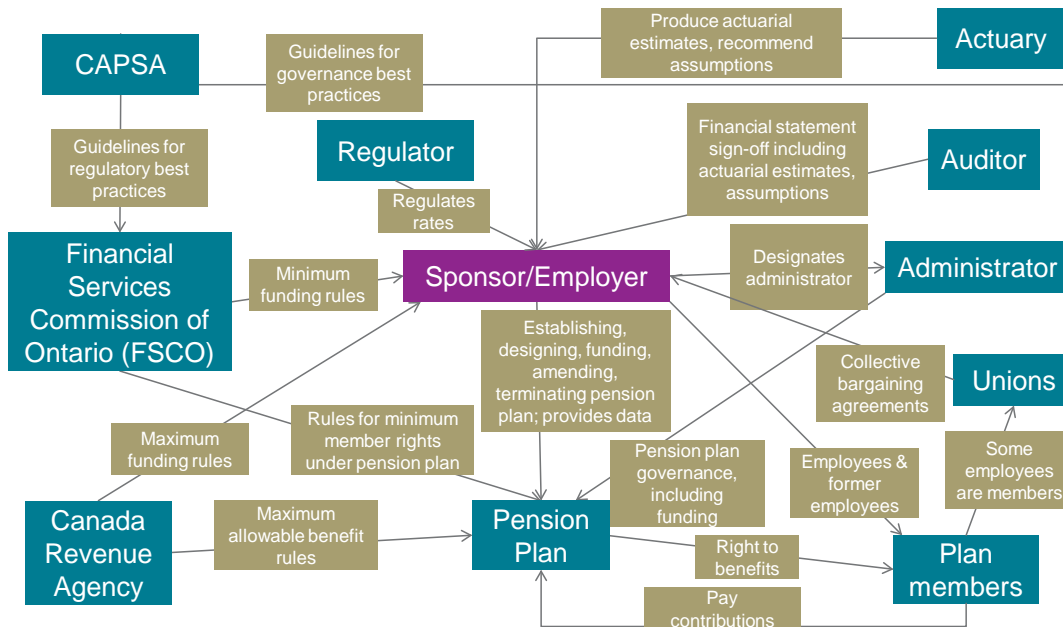 CAPSA
Guidelines for
governance best
practices
Produce actuarial
estimates, recommend
assumptions
Actuary
Guidelines for
regulatory best
practices
Regulator
Regulates
rates
Financial statement
sign-off including
actuarial estimates,
assumptions
Auditor
Financial
Services
Commission of
Ontario (FSCO)
Minimum
funding rules
Sponsor/Employer
Designates
administrator
Administrator
Establishing,
designing, funding,
amending,
terminating pension
plan; provides data
Collective
bargaining
agreements
Unions
Maximum
funding rules
Rules for minimum
member rights
under pension plan
Pension plan
governance,
including
funding
Employees &
former
employees
Some
employees
are members
Canada
Revenue
Agency
Maximum
allowable benefit
rules
Pension
Plan
Right to
benefits
Plan
members
Pay
contributions